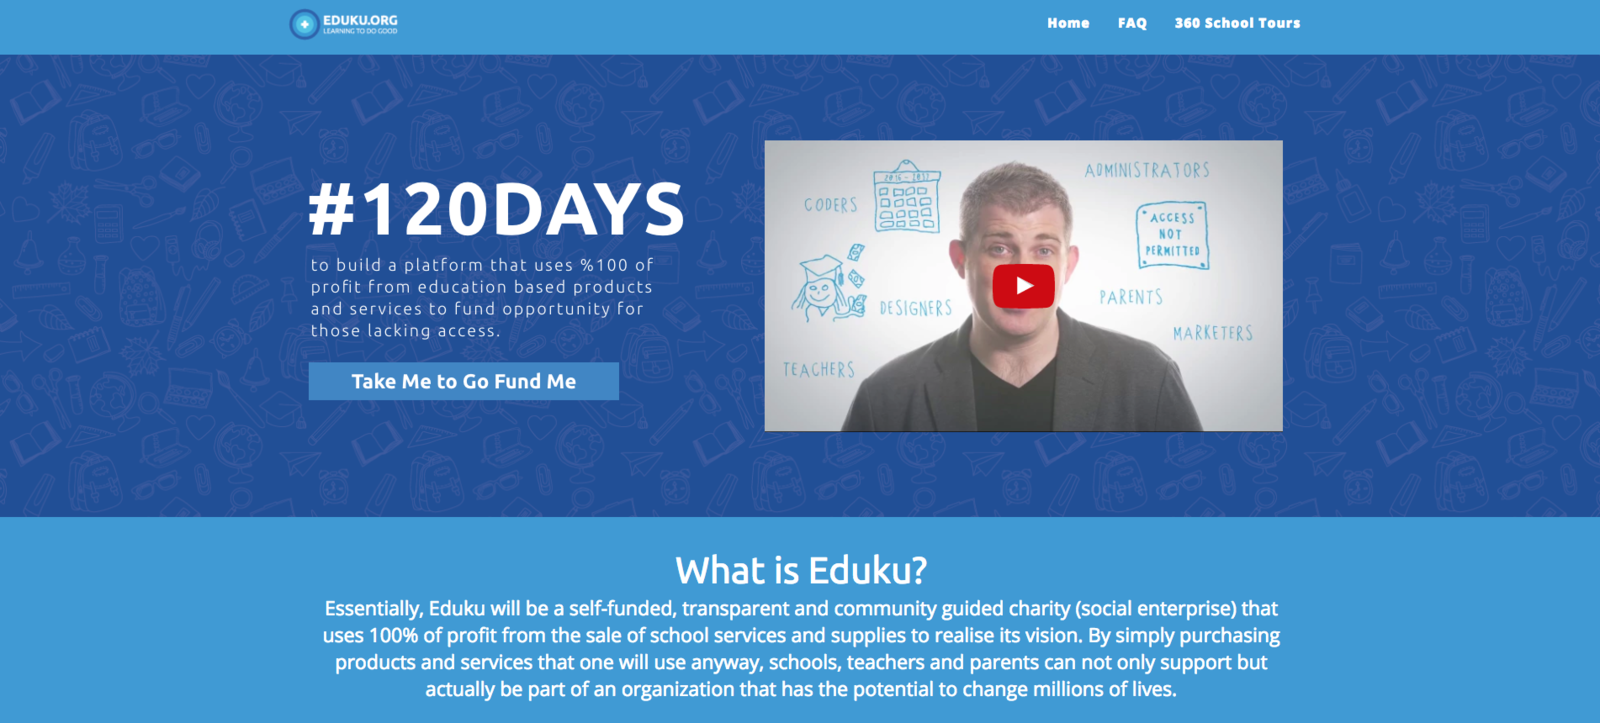 EDUKU.ORG
LEARNING TO DO GOOD
Home
FAQ
360 School Tours
#120DAYS
to build a platform that uses %100 of
profit from education based products
and services to fund opportunity for
those lacking access.
Take Me to Go Fund Me
CODERS
ADMINISTRATORS
ACCESS
NOT
PERMITTED
DESIGNERS
PARENTS
MARKETERS
TEACHERS
What is Eduku?
Essentially, Eduku will be a self-funded, transparent and community guided charity (social enterprise) that
uses 100% of profit from the sale of school services and supplies to realise its vision. By simply purchasing
products and services that one will use anyway, schools, teachers and parents can not only support but
actually be part of an organization that has the potential to change millions of lives.